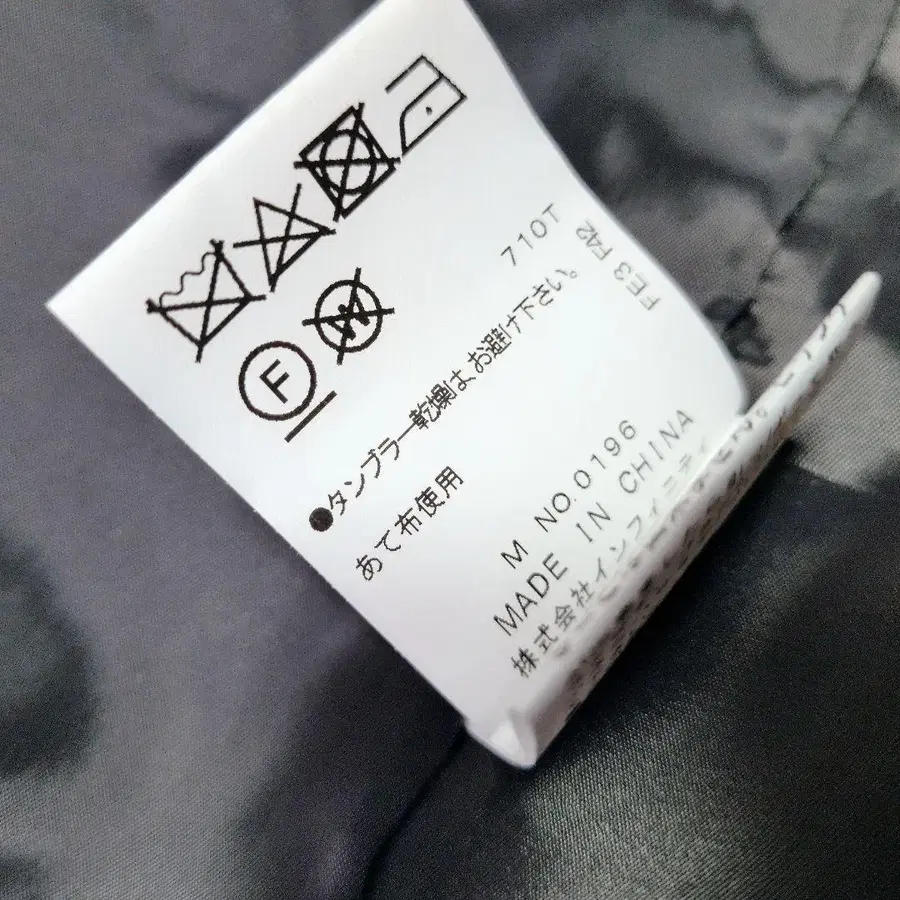 W
F
710T
●タンブラー乾燥は、お避け下さい。
FE3 FA2
あて布使用
M NO.0196
MADE IN CHINA
株式会社インフィニティ